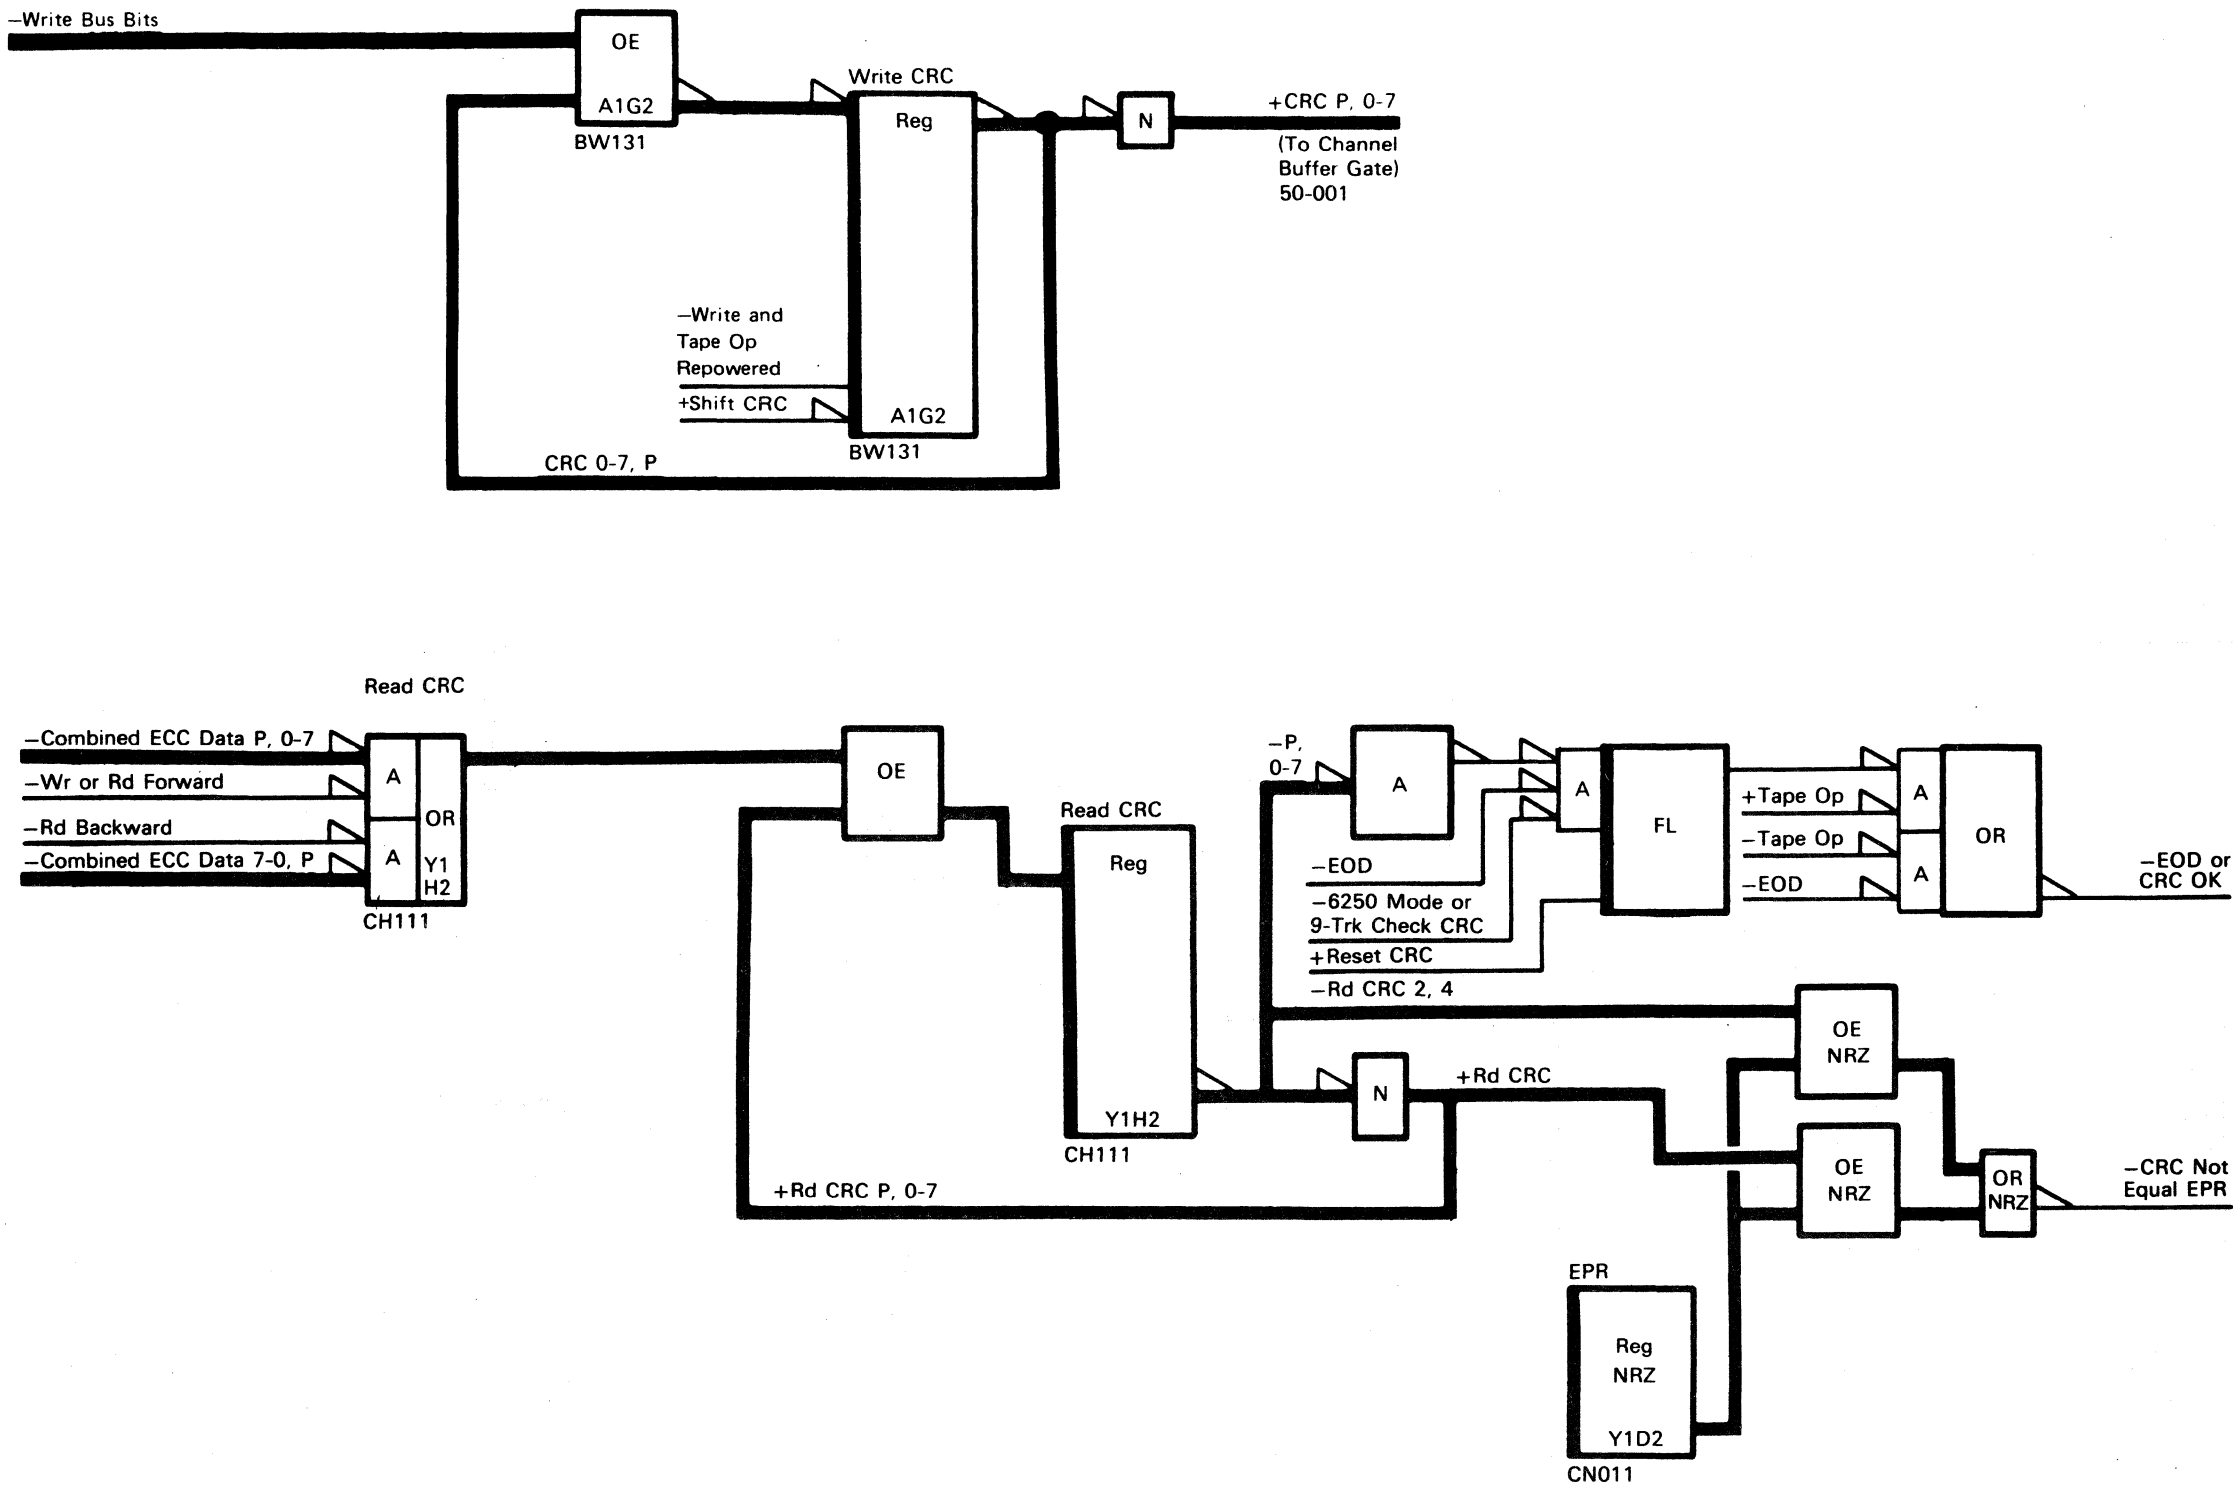 —Write Bus Bits
OE
A1G2
BW131
Write CRC
Reg
A1G2
BW131
N
+CRC P, 0-7
(To Channel
Buffer Gate)
50-001
—Write and
Tape Op
Repowered
+Shift CRC
CRC 0-7, P
Read CRC
—Combined ECC Data P, 0-7
—Wr or Rd Forward
—Rd Backward
—Combined ECC Data 7-0, P
A
A
OR
Y1
H2
CH111
OE
Read CRC
Reg
Y1H2
CH111
+Rd CRC P, 0-7
—P,
0-7
A
A
FL
—EOD
—6250 Mode or
9-Trk Check CRC
+Reset CRC
—Rd CRC 2, 4
+Tape Op
—Tape Op
—EOD
A
A
OR
—EOD or
CRC OK
N
+Rd CRC
OE
NRZ
OE
NRZ
OR
NRZ
—CRC Not
Equal EPR
EPR
Reg
NRZ
Y1D2
CN011